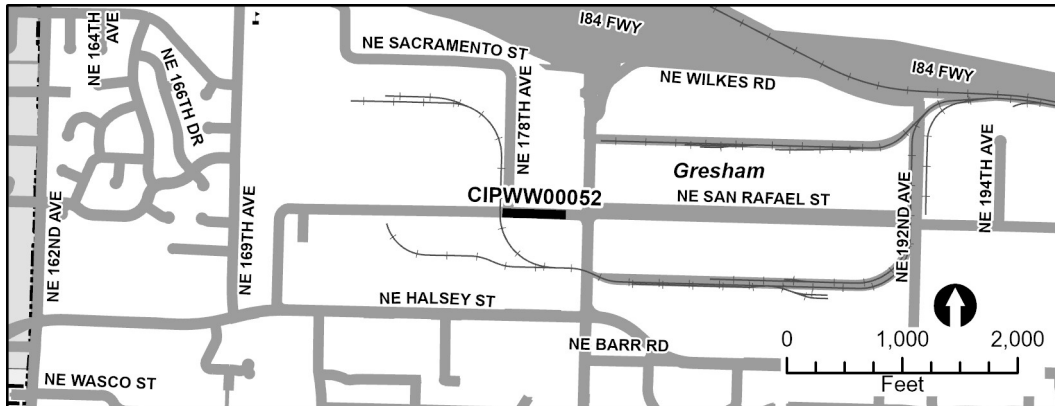 I84 FWY
NE 164TH
AVE
NE SACRAMENTO ST
NE 166TH DR
I84 FWY
NE WILKES RD
NE 178TH AVE
Gresham
CIPWW00052
NE SAN RAFAEL ST
NE 194TH AVE
NE 162ND AVE
NE 169TH AVE
NE 192ND AVE
NE HALSEY ST
NE BARR RD
0 1,000 2,000
Feet
NE WASCO ST